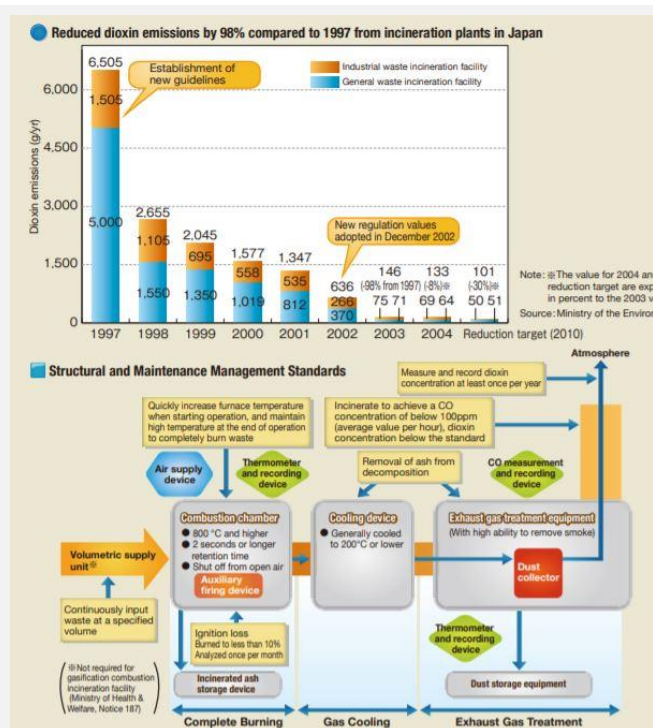 Reduced dioxin emissions by 98% compared to 1997 from incineration plants in Japan
6,505
Establishment of
new guidelines
Industrial waste incineration facility
General waste incineration facility
Dioxin emissions (g/yr)
6,000
4,500
3,000
1,500
0
1,505
5,000
2,655
1,105
1,550
2,045
695
1,350
1,577
558
1,019
1,347
535
812
New regulation values
adopted in December 2002
636
266
370
146
(-98% from 1997)
75 71
133
(-8%)※
69 64
101
(-30%)※
50 51
1997 1998 1999 2000 2001 2002 2003 2004 Reduction target (2010)
Note: ※The value for 2004 an
reduction target are exp
in percent to the 2003 v
Source: Ministry of the Environ
Structural and Maintenance Management Standards
Atmosphere
Measure and record dioxin
concentration at least once per year
Quickly increase furnace temperature
when starting operation, and maintain
high temperature at the end of operation
to completely burn waste
Incinerate to achieve a CO
concentration of below 100ppm
(average value per hour), dioxin
concentration below the standard
Air supply
device
Thermometer
and recording
device
Removal of ash from
decomposition
CO measurement
and recording
device
Volumetric supply
unit※
Combustion chamber
● 800 °C and higher
● 2 seconds or longer
retention time
● Shut off from open air
Auxiliary
firing device
Cooling device
● Generally cooled
to 200°C or lower
Exhaust gas treatment equipment
(With high ability to remove smoke)
Dust
collector
Continuously input
waste at a specified
volume
Ignition loss
Burned to less than 10%
Analyzed once per month
Thermometer
and recording
device
※Not required for
gasification combustion
incineration facility
(Ministry of Health &
Welfare, Notice 187)
Incinerated ash
storage device
Dust storage equipment
Complete Burning
Gas Cooling
Exhaust Gas Treatment